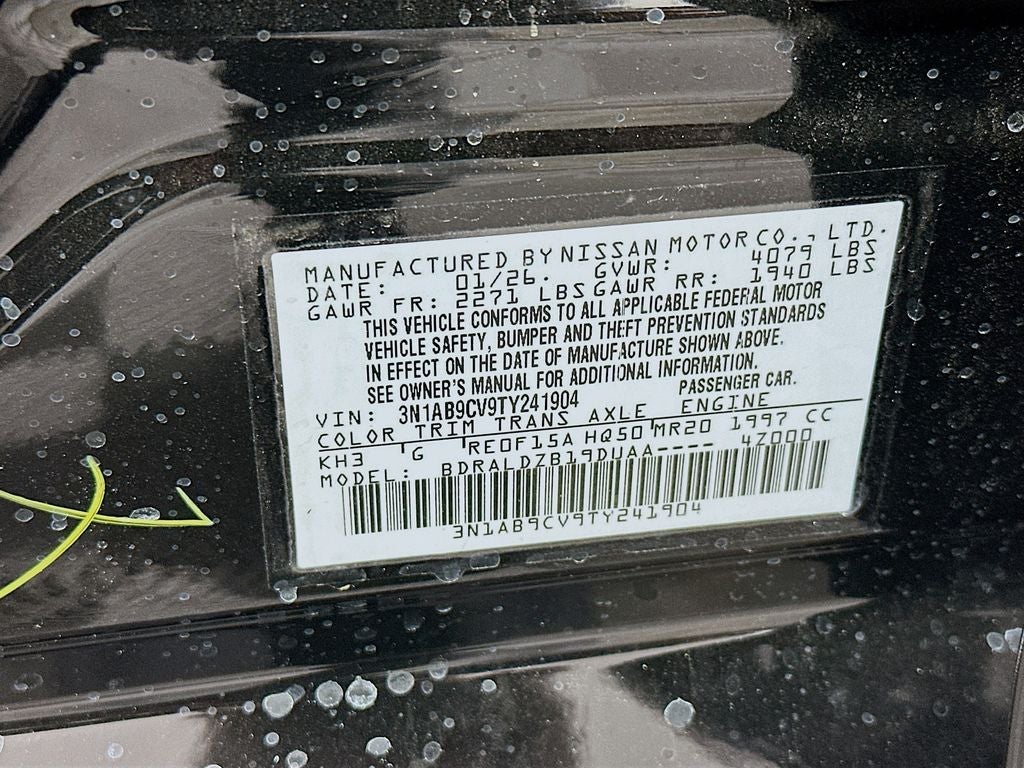 MANUFACTURED BY NISSAN MOTOR CO., LTD.
DATE: 01/26. GVWR: 4079 LBS
GAWR FR: 2271 LBS GAWR RR: 1940 LBS
THIS VEHICLE CONFORMS TO ALL APPLICABLE FEDERAL MOTOR
VEHICLE SAFETY, BUMPER AND THEFT PREVENTION STANDARDS
IN EFFECT ON THE DATE OF MANUFACTURE SHOWN ABOVE.
SEE OWNER'S MANUAL FOR ADDITIONAL INFORMATION.
VIN: 3N1AB9CV9TY241904 PASSENGER CAR.
COLOR TRIM TRANS AXLE ENGINE
KH3 G RE0F15A HQ50 MR20 1997 CC
MODEL: BDRALDZB19DUAA---- 4Z000
3N1AB9CV9TY241904